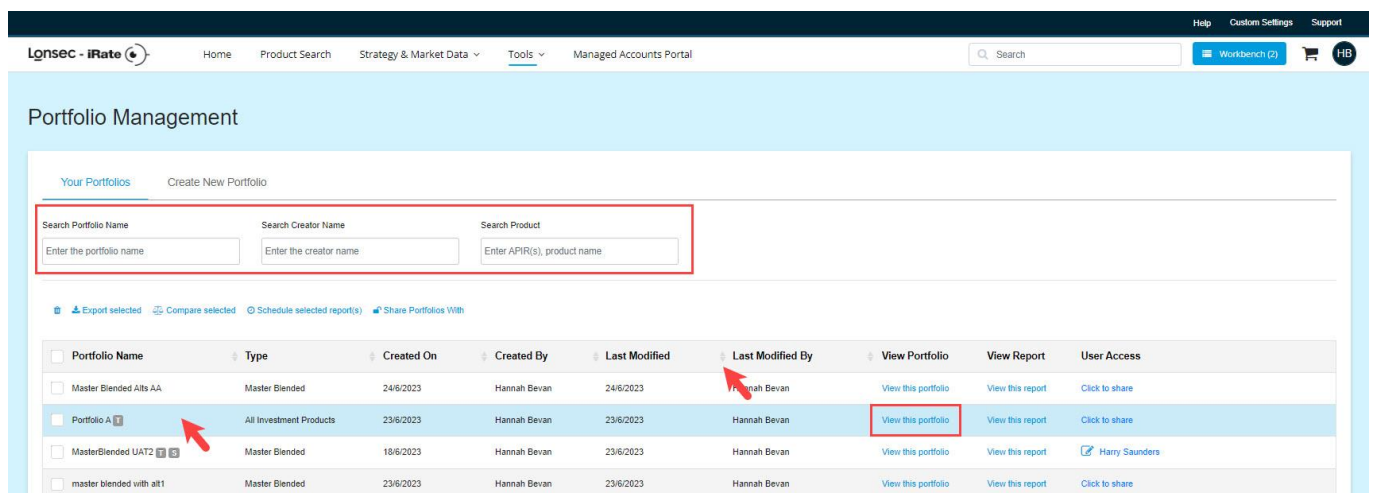 Help Custom Settings Support
Lonsec - iRate Home Product Search Strategy & Market Data Tools Managed Accounts Portal Search Workbench (2) HB
Portfolio Management
Your Portfolios Create New Portfolio
Search Portfolio Name Search Creator Name Search Product
Enter the portfolio name Enter the creator name Enter APIR(s), product name
Export selected Compare selected Schedule selected report(s) Share Portfolios With
Portfolio Name Type Created On Created By Last Modified Last Modified By View Portfolio View Report User Access
Master Blended Alts AA Master Blended 24/6/2023 Hannah Bevan 24/6/2023 Hannah Bevan View this portfolio View this report Click to share
Portfolio A T All Investment Products 23/6/2023 Hannah Bevan 23/6/2023 Hannah Bevan View this portfolio View this report Click to share
MasterBlended UAT2 T S Master Blended 18/6/2023 Hannah Bevan 23/6/2023 Hannah Bevan View this portfolio View this report Harry Saunders
master blended with alt1 Master Blended 23/6/2023 Hannah Bevan 23/6/2023 Hannah Bevan View this portfolio View this report Click to share